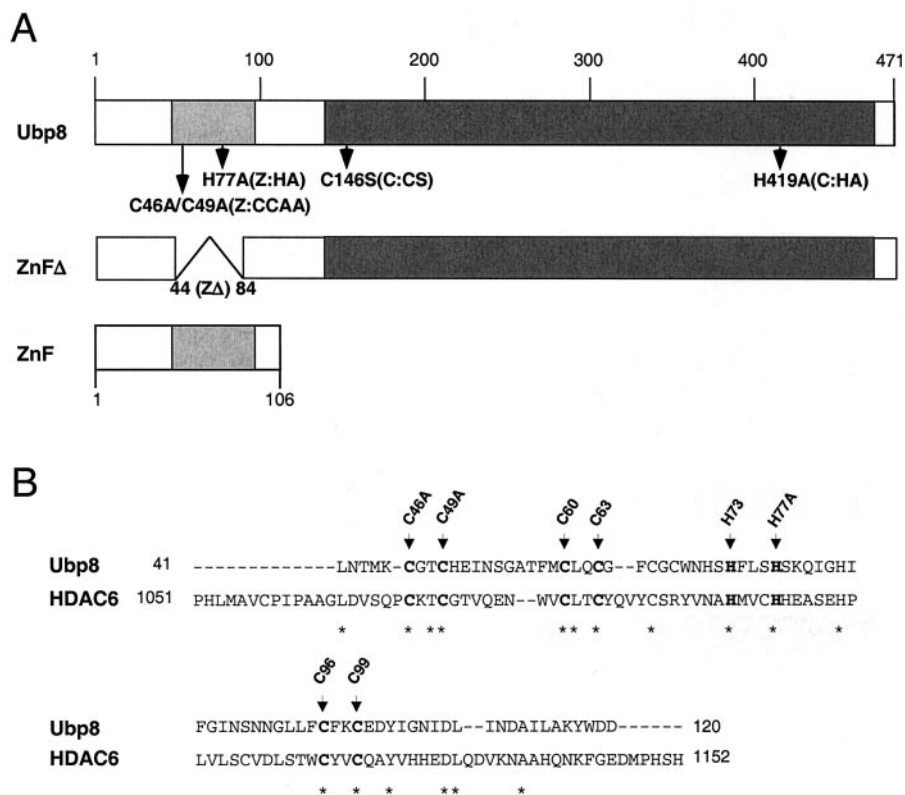 A
1 100 200 300 400 471
Ubp8
H77A(Z:HA) C146S(C:CS) H419A(C:HA)
C46A/C49A(Z:CCAA)
ZnFΔ
44 (ZΔ) 84
ZnF
1 106
B
C46A C49A C60 C63 H73 H77A
Ubp8 41 --------------LNTMK-CGTCHEINSGATFMCLQCG--FCGCWNHSHFLSHSKQIGHI
HDAC6 1051 PHLMAVCPIPAAGLDVSQPCKTCGTVQEN--WVCLTCYQVYCSRYVNAHMVCHHEASEHP
* * ** ** * * * * *
C96 C99
Ubp8 FGINSNNGLLFCFKCEDYIGNIDL--INDAILAKYWDD------ 120
HDAC6 LVLSCVDLSTWCYVCQAYVHHEDLQDVKNAAHQNKFGEDMPHSH 1152
* * * ** *